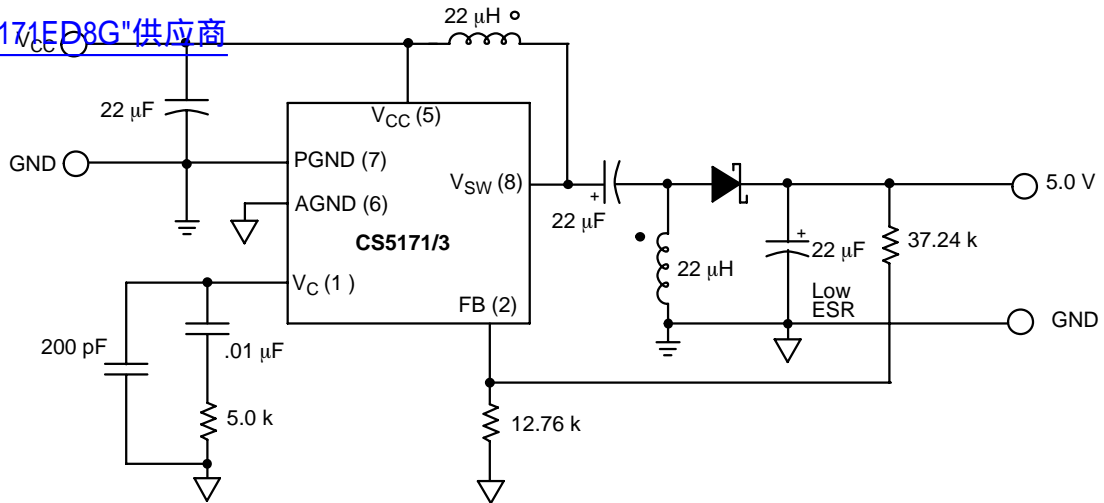 171ED8G"供应商
VCC
22 μH
22 μF
VCC (5)
GND
PGND (7)
VSW (8)
5.0 V
AGND (6)
22 μF
CS5171/3
37.24 k
22 μF
22 μH
VC (1 )
Low
ESR
FB (2)
GND
200 pF
.01 μF
5.0 k
12.76 k